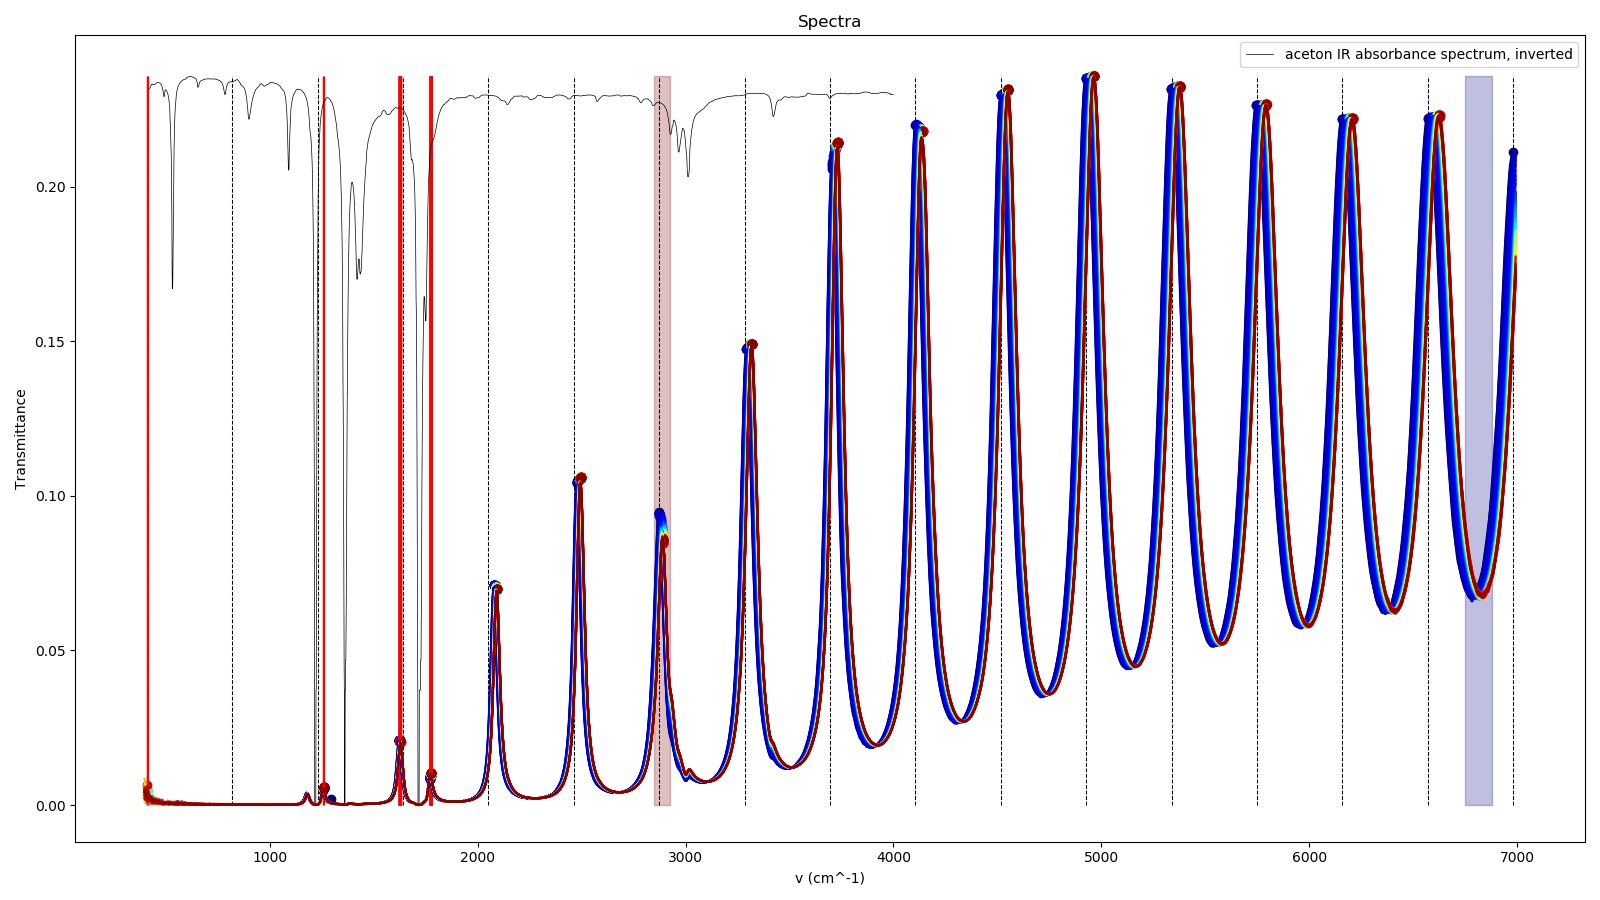 Spectra
aceton IR absorbance spectrum, inverted
Transmittance
0.20
0.15
0.10
0.05
0.00
1000 2000 3000 4000 5000 6000 7000
v (cm^-1)